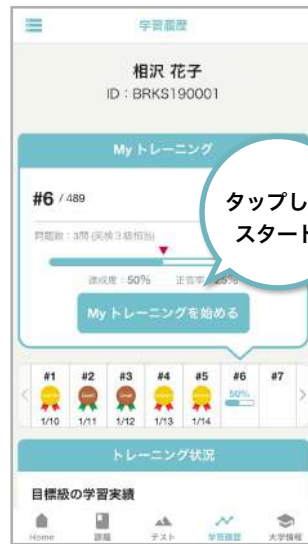 学習履歴
相沢 花子
ID：BRKS190001
My トレーニング
#6 / 489
問題数：3問 (英検３級相当)
達成度：50% 正答率：25%
タップし
スタート
My トレーニングを始める
#1 #2 #3 #4 #5 #6 #7
50%
1/10 1/11 1/12 1/13 1/14
トレーニング状況
目標級の学習実績
Home 課題 テスト 学習履歴 大学情報